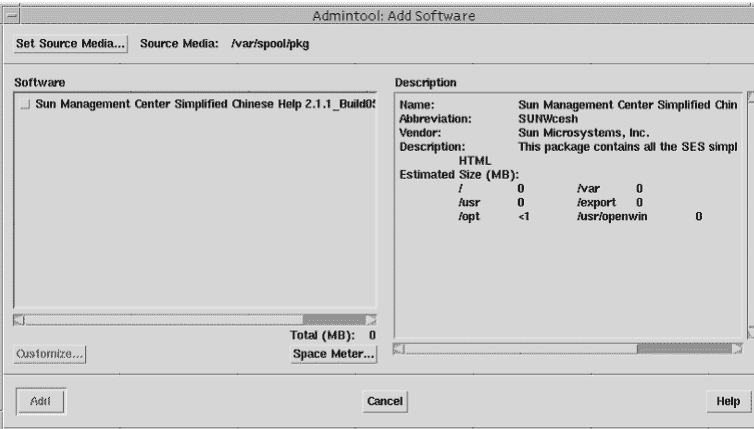 Admintool: Add Software
Set Source Media... Source Media: /var/spool/pkg
Software
Sun Management Center Simplified Chinese Help 2.1.1_Build0
Total (MB): 0
Customize... Space Meter...
Description
Name: Sun Management Center Simplified Chin
Abbreviation: SUNWcesh
Vendor: Sun Microsystems, Inc.
Description: This package contains all the SES simpl
HTML
Estimated Size (MB):
/ 0 /var 0
/usr 0 /export 0
/opt <1 /usr/openwin 0
Add Cancel Help